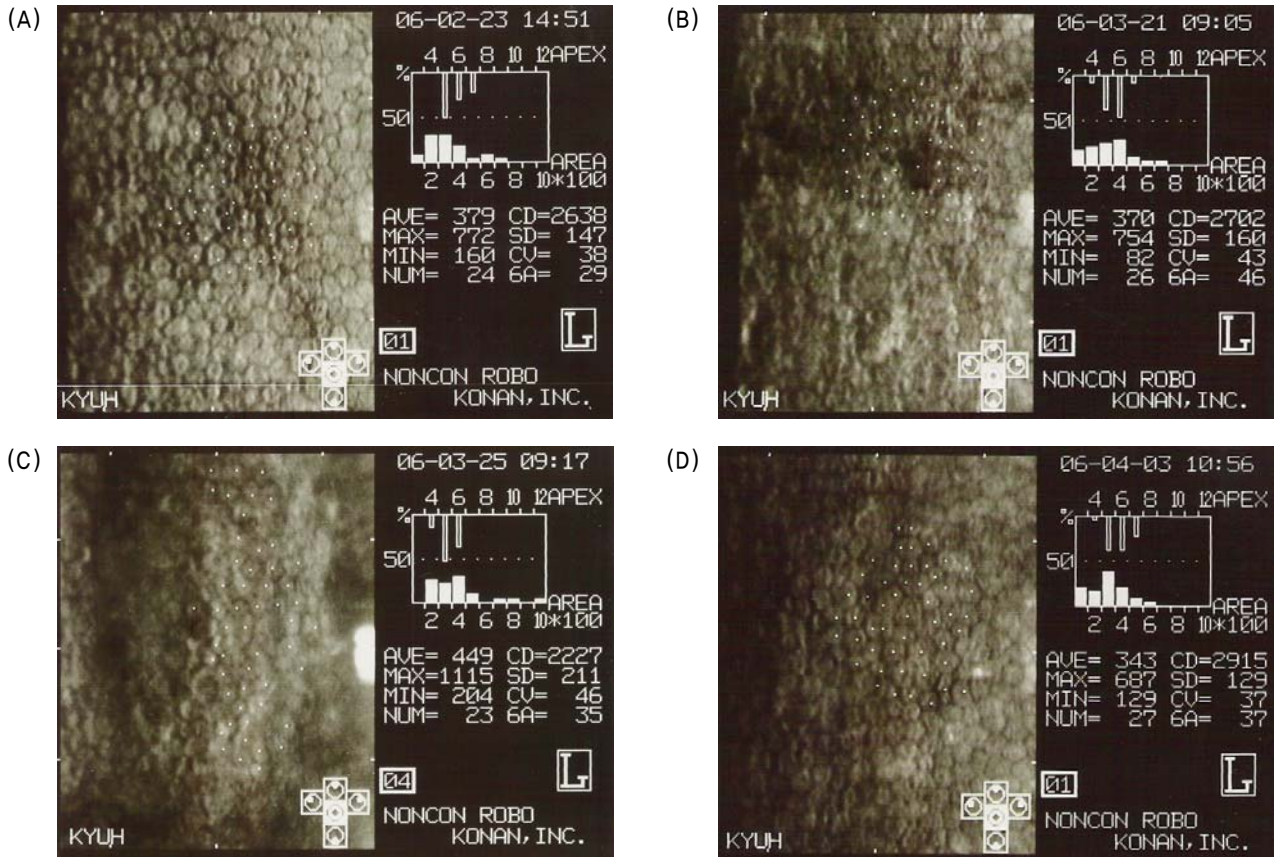 (A)
06-02-23 14:51
4 6 8 10 12APEX
%
50
AREA
2 4 6 8 10*100
AVE= 379 CD=2638
MAX= 772 SD= 147
MIN= 160 CV= 38
NUM= 24 6A= 29
L
01
NONCON ROBO
KONAN, INC.
KYUH
(B)
06-03-21 09:05
4 6 8 10 12APEX
%
50
AREA
2 4 6 8 10*100
AVE= 370 CD=2702
MAX= 754 SD= 160
MIN= 82 CV= 43
NUM= 26 6A= 46
L
01
NONCON ROBO
KONAN, INC.
KYUH
(C)
06-03-25 09:17
4 6 8 10 12APEX
%
50
AREA
2 4 6 8 10*100
AVE= 449 CD=2227
MAX=1115 SD= 211
MIN= 204 CV= 46
NUM= 23 6A= 35
L
04
NONCON ROBO
KONAN, INC.
KYUH
(D)
06-04-03 10:56
4 6 8 10 12APEX
%
50
AREA
2 4 6 8 10*100
AVE= 343 CD=2915
MAX= 687 SD= 129
MIN= 129 CV= 37
NUM= 27 6A= 37
L
01
NONCON ROBO
KONAN, INC.
KYUH